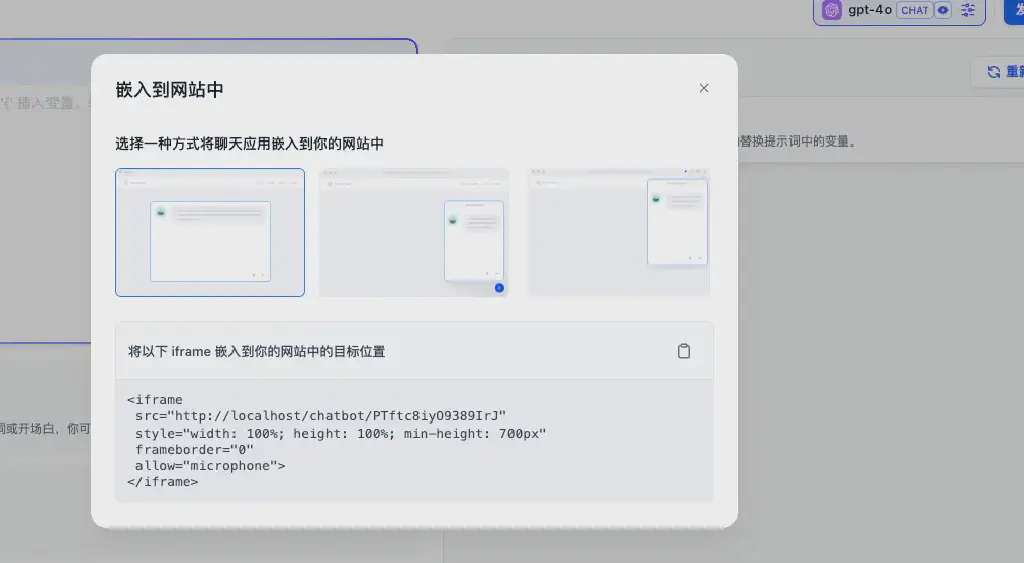 gpt-4o CHAT
嵌入到网站中
插入变量
重新
选择一种方式将聊天应用嵌入到你的网站中
替换提示词中的变量。
将以下 iframe 嵌入到你的网站中的目标位置
<iframe
src="http://localhost/chatbot/PTftc8iyO9389IrJ"
style="width: 100%; height: 100%; min-height: 700px"
词或开场白，你可
frameborder="0"
allow="microphone">
</iframe>